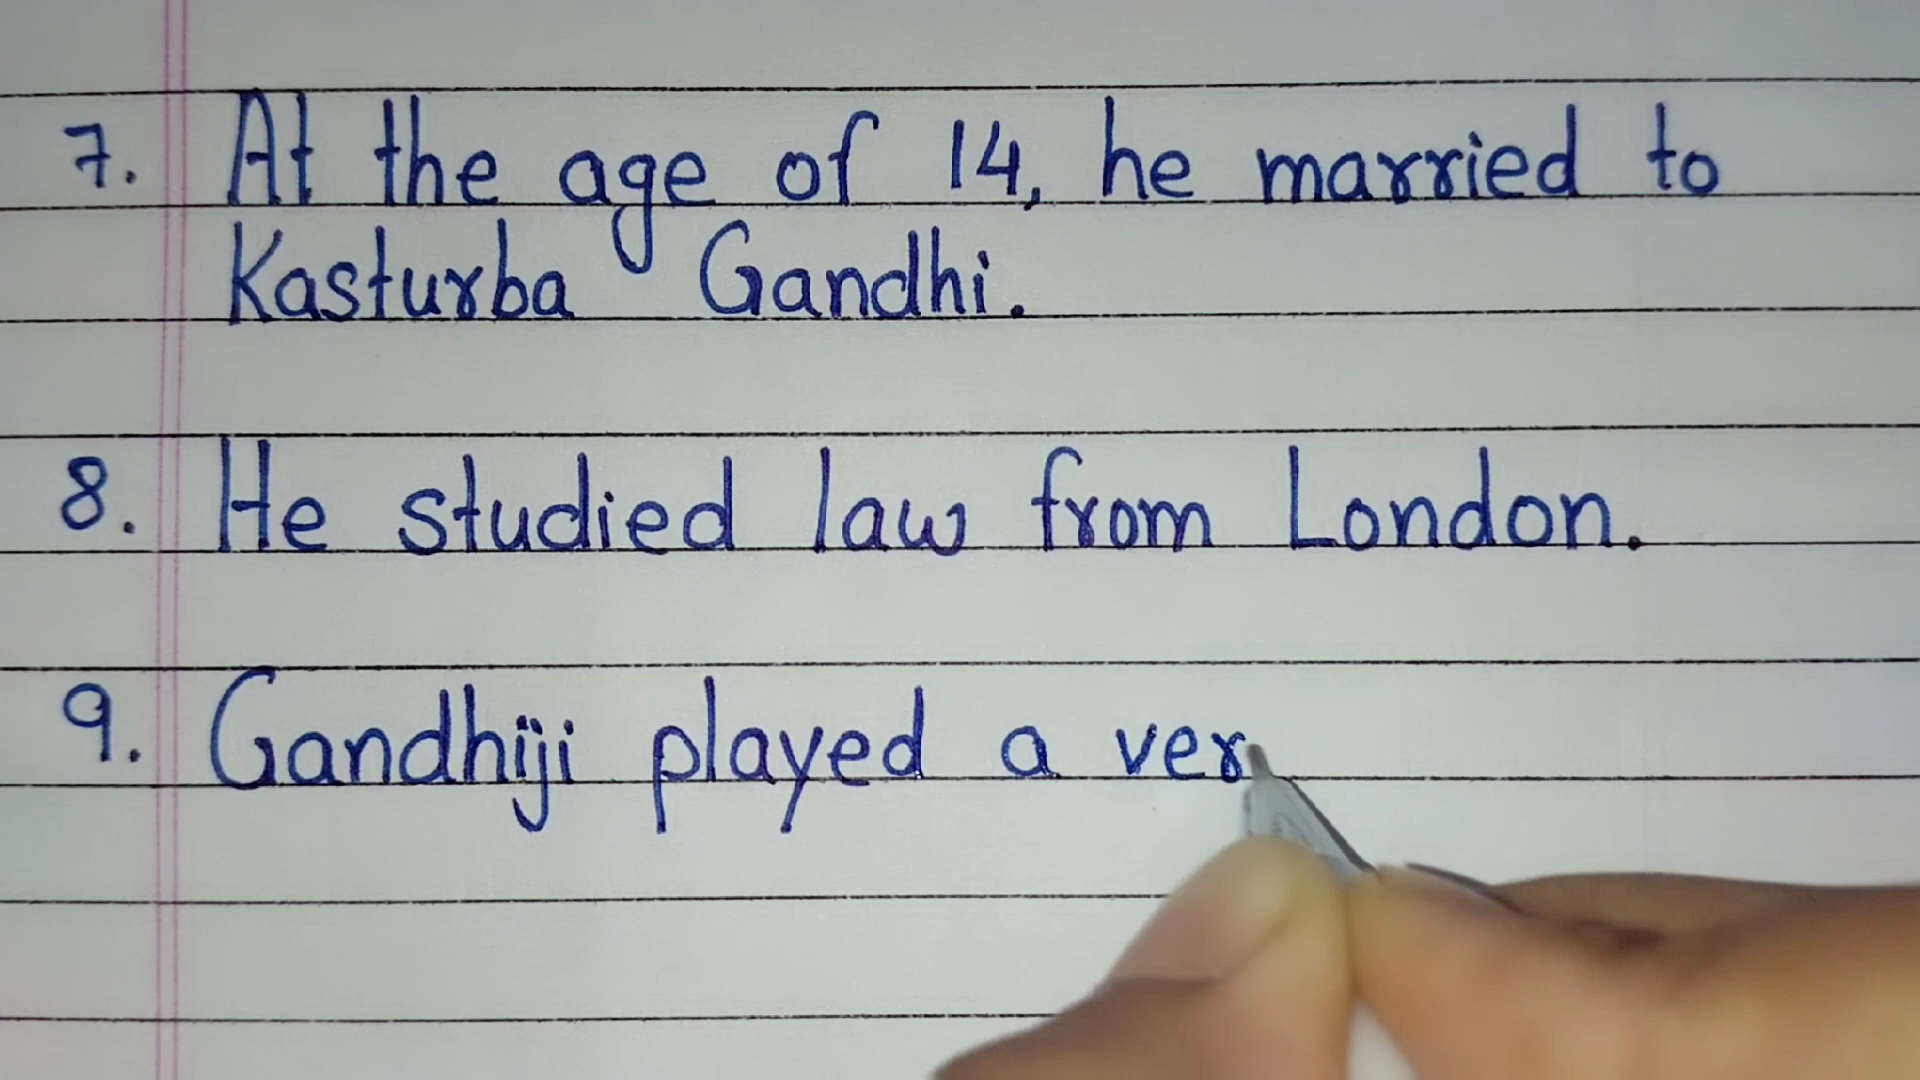 7. At the age of 14, he married to
Kasturba Gandhi.
8. He studied law from London.
9. Gandhiji played a ver